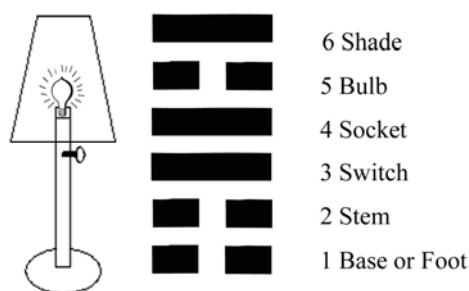 6 Shade
5 Bulb
4 Socket
3 Switch
2 Stem
1 Base or Foot